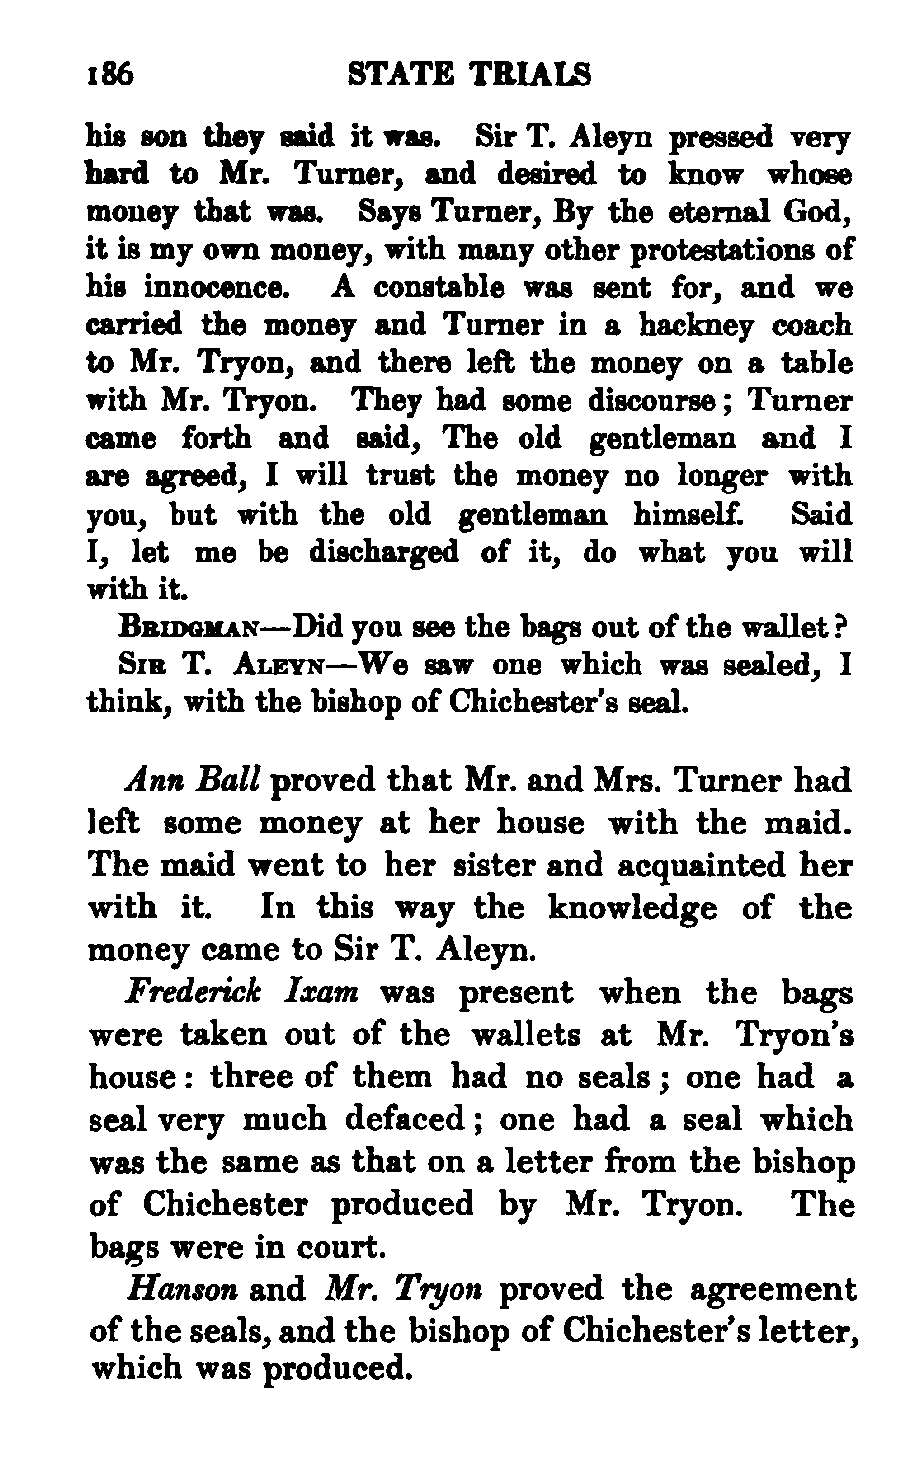 186 STATE TRIALS
his son they said it was. Sir T. Aleyn pressed very
hard to Mr. Turner, and desired to know whose
money that was. Says Turner, By the eternal God,
it is my own money, with many other protestations of
his innocence. A constable was sent for, and we
carried the money and Turner in a hackney coach
to Mr. Tryon, and there left the money on a table
with Mr. Tryon. They had some discourse; Turner
came forth and said, The old gentleman and I
are agreed, I will trust the money no longer with
you, but with the old gentleman himself. Said
I, let me be discharged of it, do what you will
with it.
BRIDGMAN—Did you see the bags out of the wallet?
SIR T. ALEYN—We saw one which was sealed, I
think, with the bishop of Chichester's seal.
Ann Ball proved that Mr. and Mrs. Turner had
left some money at her house with the maid.
The maid went to her sister and acquainted her
with it. In this way the knowledge of the
money came to Sir T. Aleyn.
Frederick Ixam was present when the bags
were taken out of the wallets at Mr. Tryon's
house: three of them had no seals; one had a
seal very much defaced; one had a seal which
was the same as that on a letter from the bishop
of Chichester produced by Mr. Tryon. The
bags were in court.
Hanson and Mr. Tryon proved the agreement
of the seals, and the bishop of Chichester's letter,
which was produced.